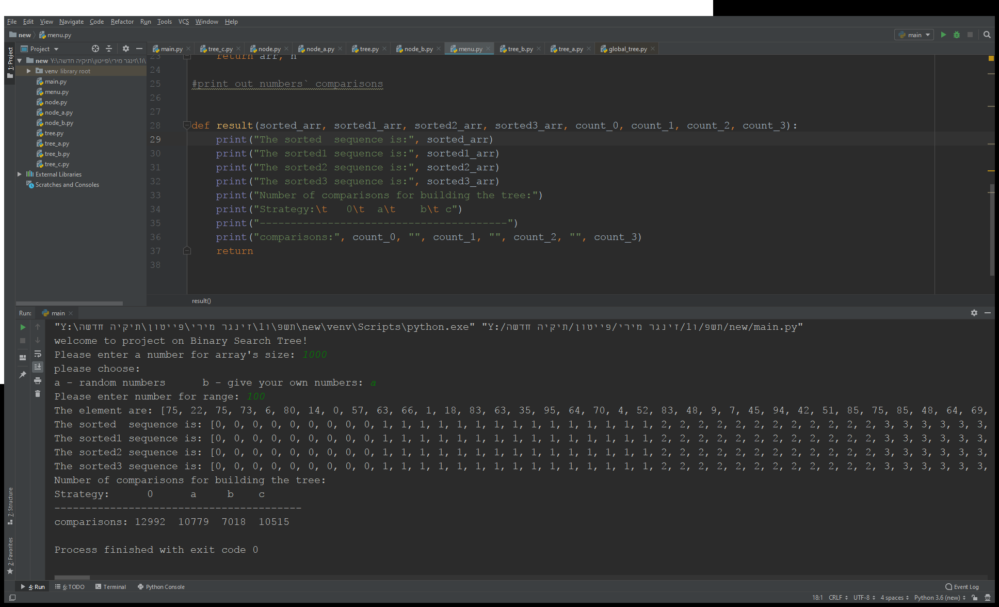 File Edit View Navigate Code Refactor Run Tools VCS Window Help
new menu.py main
1: Project
Project
main.py tree_c.py node.py node_a.py tree.py node_b.py menu.py tree_b.py tree_a.py global_tree.py
new Y:\תיקיה חדשה\פייטון\זינגר מירי\ו1\
venv library root
main.py
menu.py
node.py
node_a.py
node_b.py
tree.py
tree_a.py
tree_b.py
tree_c.py
External Libraries
Scratches and Consoles
23 return arr, n
24
25 #print out numbers` comparisons
26
27
28 def result(sorted_arr, sorted1_arr, sorted2_arr, sorted3_arr, count_0, count_1, count_2, count_3):
29 print("The sorted  sequence is:", sorted_arr)
30 print("The sorted1 sequence is:", sorted1_arr)
31 print("The sorted2 sequence is:", sorted2_arr)
32 print("The sorted3 sequence is:", sorted3_arr)
33 print("Number of comparisons for building the tree:")
34 print("Strategy:\t   0\t  a\t    b\t c")
35 print("----------------------------------------")
36 print("comparisons:", count_0, "", count_1, "", count_2, "", count_3)
37 return
38
result()
Run: main
"Y:\תשפ\ו1\זינגר מירי\פייטון\תיקיה חדשה\new\venv\Scripts\python.exe" "Y:/תשפ/ו1/זינגר מירי/פייטון/תיקיה חדשה/new/main.py"
welcome to project on Binary Search Tree!
Please enter a number for array's size: 1000
please choose:
a - random numbers      b - give your own numbers: a
Please enter number for range: 100
The element are: [75, 22, 75, 73, 6, 80, 14, 0, 57, 63, 66, 1, 18, 83, 63, 35, 95, 64, 70, 4, 52, 83, 48, 9, 7, 45, 94, 42, 51, 85, 75, 85, 48, 64, 69,
The sorted  sequence is: [0, 0, 0, 0, 0, 0, 0, 0, 0, 1, 1, 1, 1, 1, 1, 1, 1, 1, 1, 1, 1, 1, 1, 1, 2, 2, 2, 2, 2, 2, 2, 2, 2, 2, 2, 2, 3, 3, 3, 3, 3, 3,
The sorted1 sequence is: [0, 0, 0, 0, 0, 0, 0, 0, 0, 1, 1, 1, 1, 1, 1, 1, 1, 1, 1, 1, 1, 1, 1, 1, 2, 2, 2, 2, 2, 2, 2, 2, 2, 2, 2, 2, 3, 3, 3, 3, 3, 3,
The sorted2 sequence is: [0, 0, 0, 0, 0, 0, 0, 0, 0, 1, 1, 1, 1, 1, 1, 1, 1, 1, 1, 1, 1, 1, 1, 1, 2, 2, 2, 2, 2, 2, 2, 2, 2, 2, 2, 2, 3, 3, 3, 3, 3, 3,
The sorted3 sequence is: [0, 0, 0, 0, 0, 0, 0, 0, 0, 1, 1, 1, 1, 1, 1, 1, 1, 1, 1, 1, 1, 1, 1, 1, 2, 2, 2, 2, 2, 2, 2, 2, 2, 2, 2, 2, 3, 3, 3, 3, 3, 3,
Number of comparisons for building the tree:
Strategy:      0      a     b    c
----------------------------------------
comparisons: 12992  10779  7018  10515
Process finished with exit code 0
7: Structure
2: Favorites
4: Run 6: TODO Terminal Python Console Event Log
18:1 CRLF UTF-8 4 spaces Python 3.6 (new)